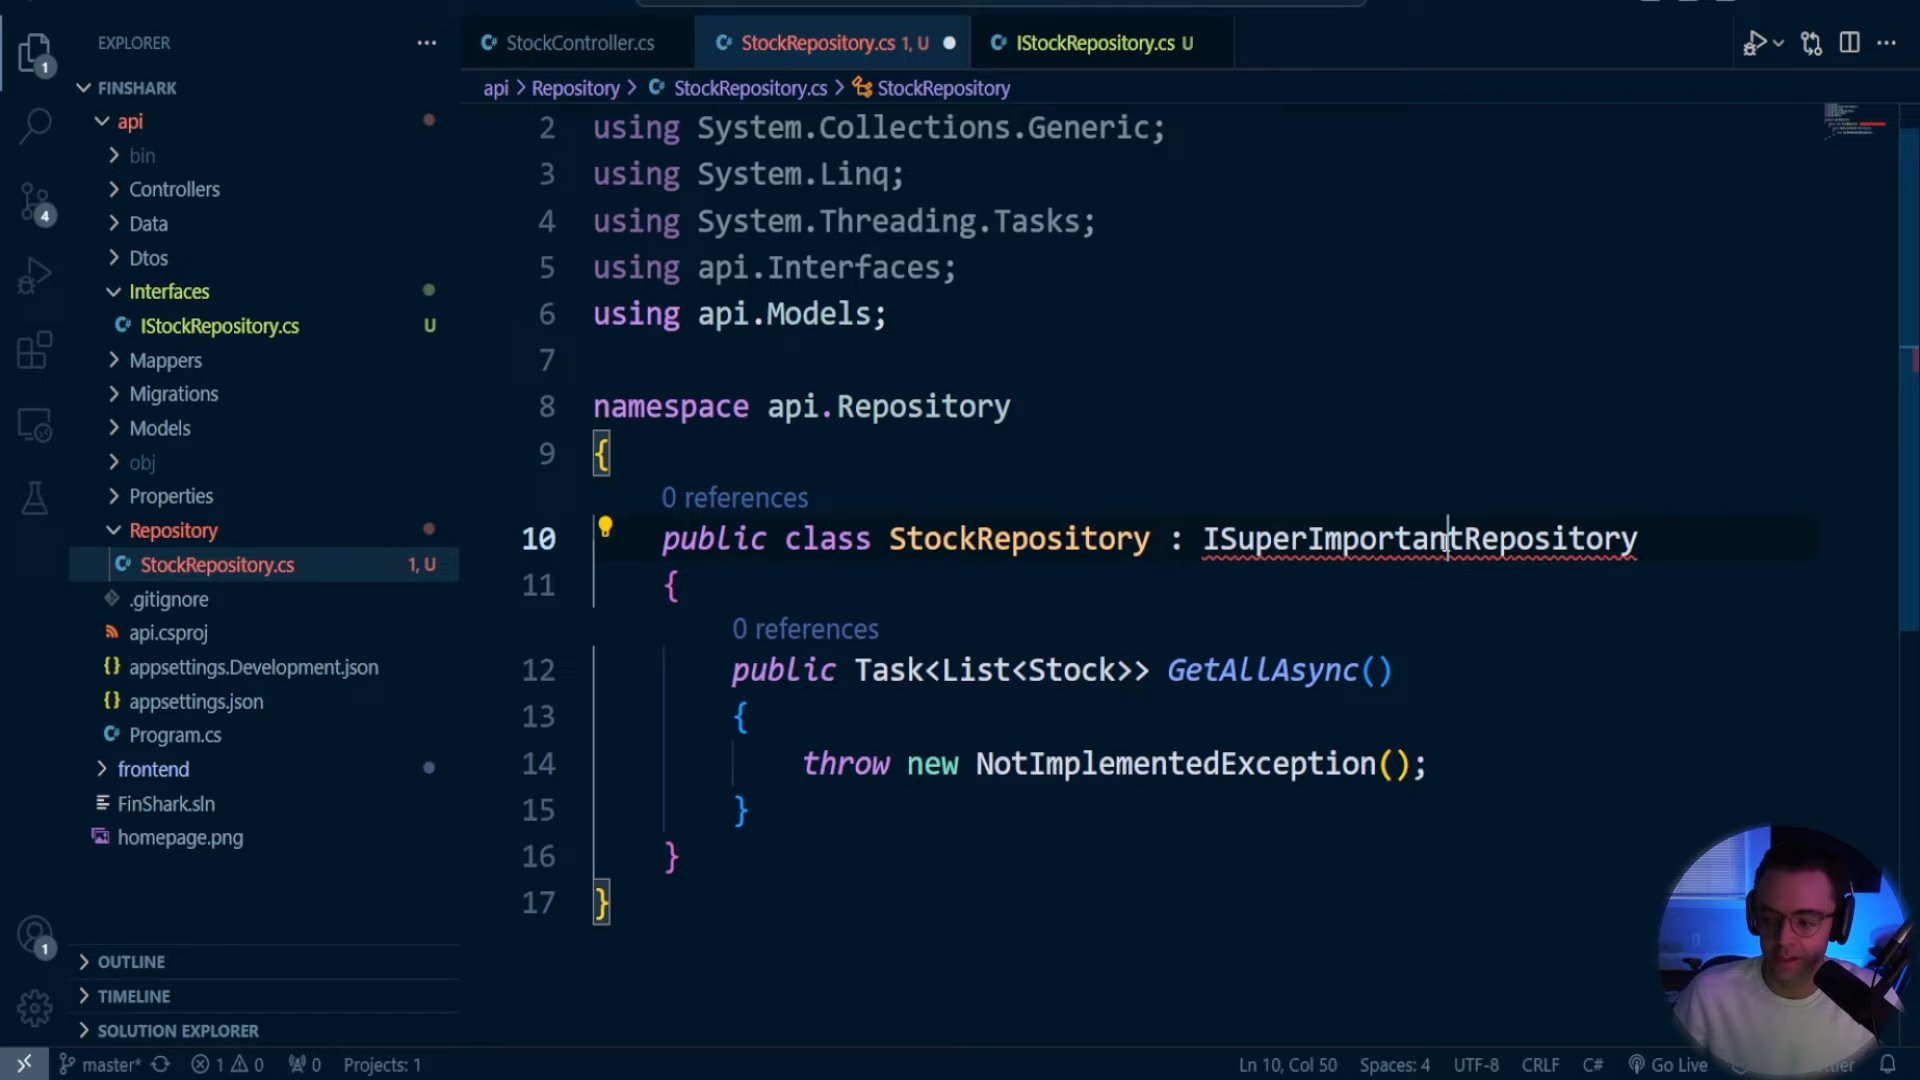 EXPLORER
FINSHARK
api
bin
Controllers
Data
Dtos
Interfaces
IStockRepository.cs U
Mappers
Migrations
Models
obj
Properties
Repository
StockRepository.cs 1, U
.gitignore
api.csproj
appsettings.Development.json
appsettings.json
Program.cs
frontend
FinShark.sln
homepage.png
OUTLINE
TIMELINE
SOLUTION EXPLORER
1
4
1
StockController.cs
StockRepository.cs 1, U
IStockRepository.cs U
api > Repository > StockRepository.cs > StockRepository
2 using System.Collections.Generic;
3 using System.Linq;
4 using System.Threading.Tasks;
5 using api.Interfaces;
6 using api.Models;
7
8 namespace api.Repository
9 {
0 references
10 public class StockRepository : ISuperImportantRepository
11 {
0 references
12 public Task<List<Stock>> GetAllAsync()
13 {
14 throw new NotImplementedException();
15 }
16 }
17 }
master* 1 0 0 Projects: 1 Ln 10, Col 50 Spaces: 4 UTF-8 CRLF C# Go Live